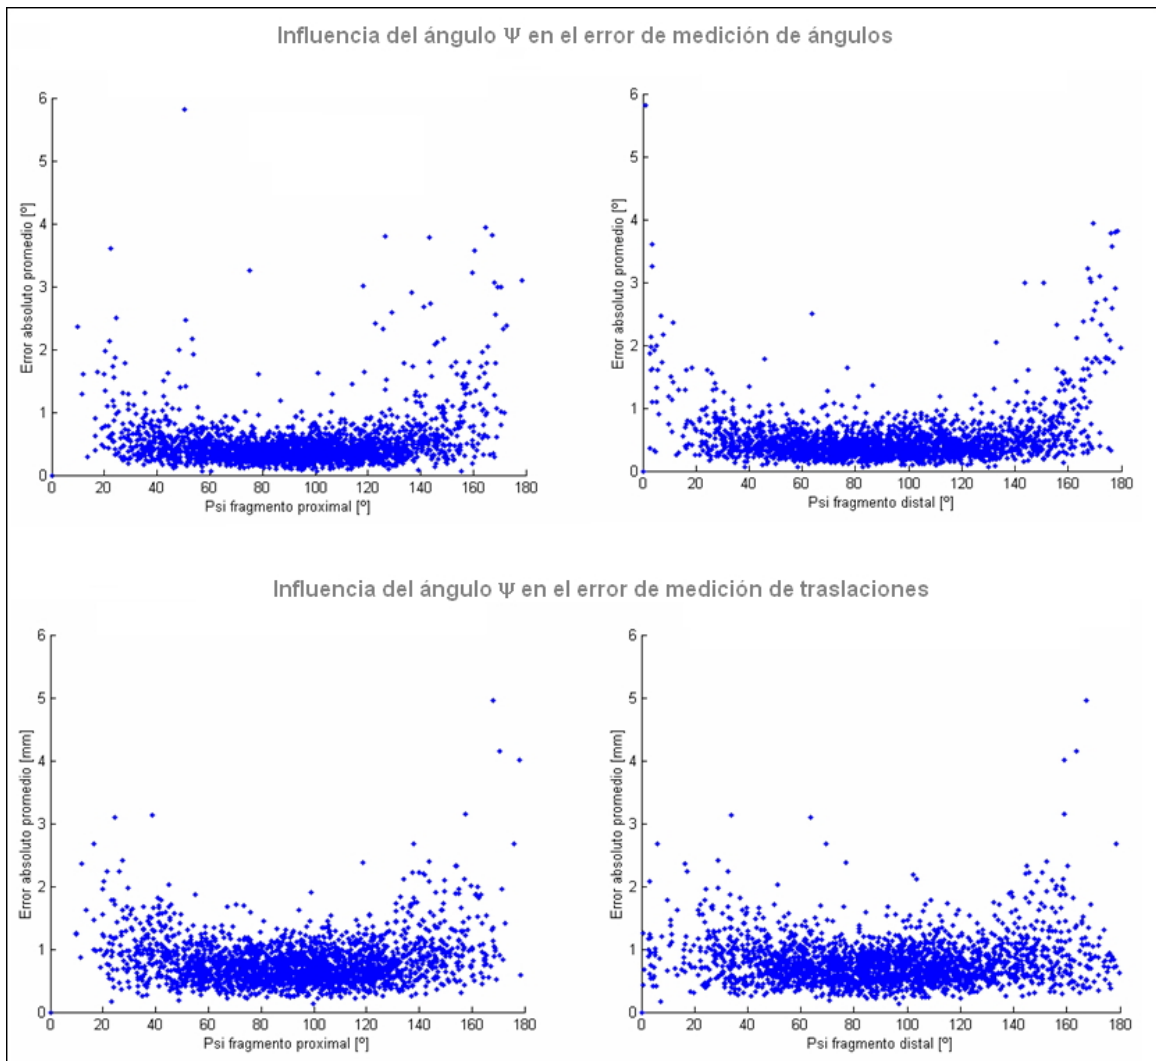 Influencia del ángulo Ψ en el error de medición de ángulos
6
5
4
3
2
1
0
Error absoluto promedio [º]
0 20 40 60 80 100 120 140 160 180
Psi fragmento proximal [º]
6
5
4
3
2
1
0
Error absoluto promedio [º]
0 20 40 60 80 100 120 140 160 180
Psi fragmento distal [º]
Influencia del ángulo Ψ en el error de medición de traslaciones
6
5
4
3
2
1
0
Error absoluto promedio [mm]
0 20 40 60 80 100 120 140 160 180
Psi fragmento proximal [º]
6
5
4
3
2
1
0
Error absoluto promedio [mm]
0 20 40 60 80 100 120 140 160 180
Psi fragmento distal [º]